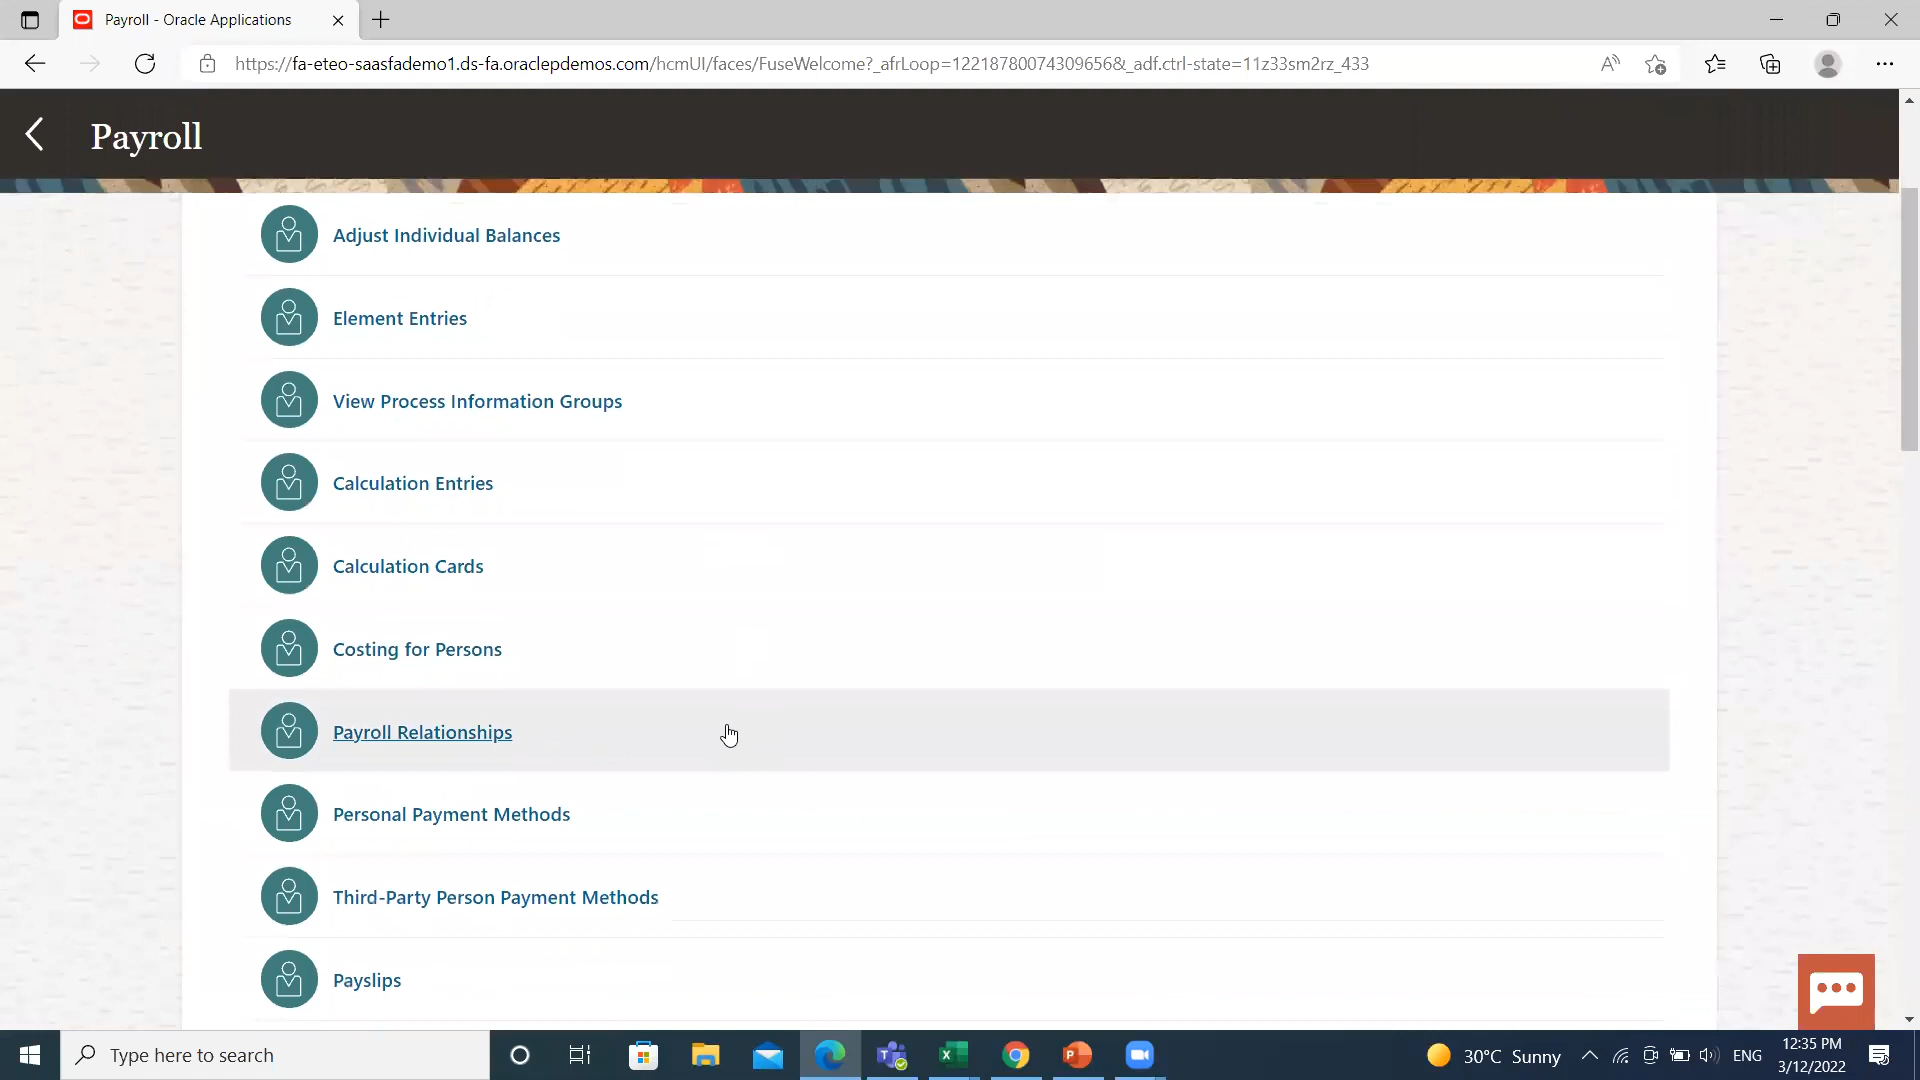 Payroll - Oracle Applications
https://fa-eteo-saasfademo1.ds-fa.oraclepdemos.com/hcmUI/faces/FuseWelcome?_afrLoop=12218780074309656&_adf.ctrl-state=11z33sm2rz_433
Payroll
Adjust Individual Balances
Element Entries
View Process Information Groups
Calculation Entries
Calculation Cards
Costing for Persons
Payroll Relationships
Personal Payment Methods
Third-Party Person Payment Methods
Payslips
Type here to search
30°C Sunny
ENG
12:35 PM
3/12/2022